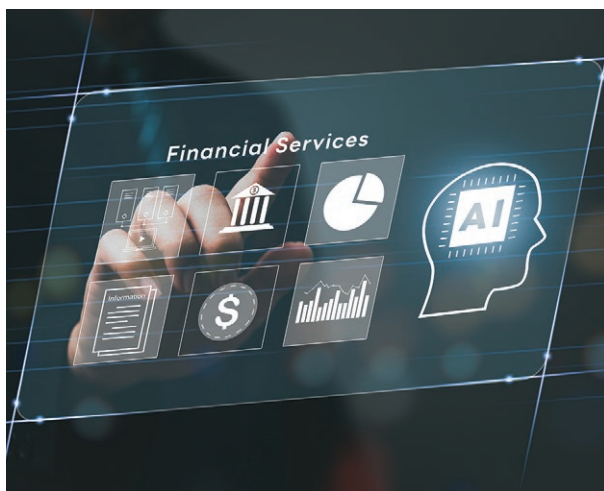 Financial Services
AI
$
Information
$